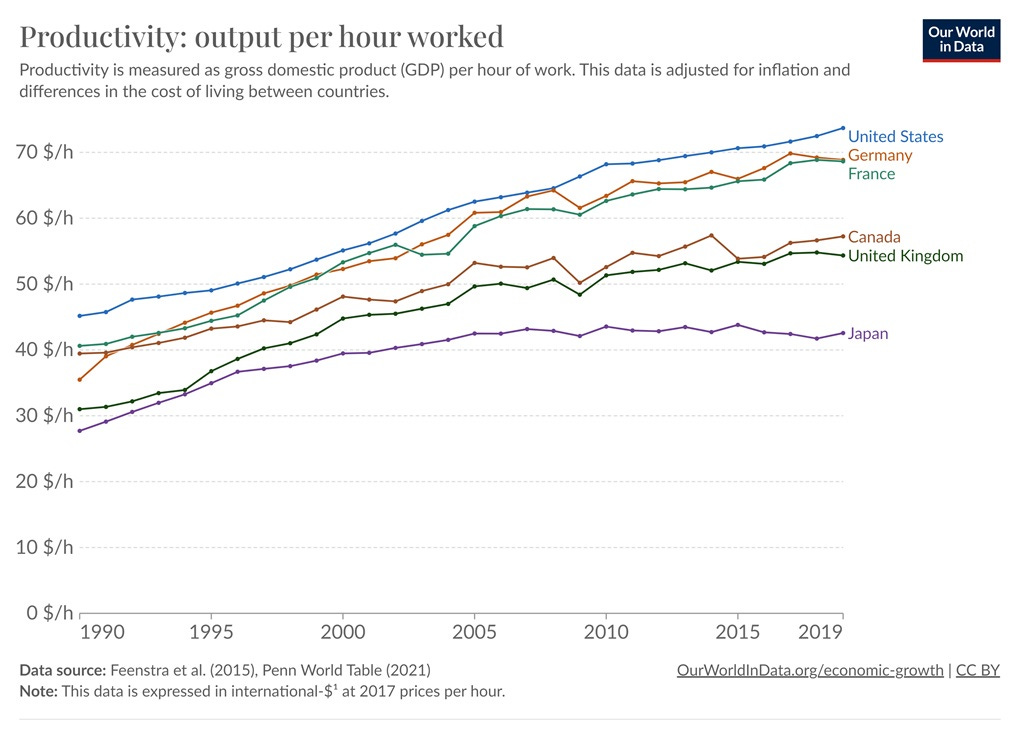 Productivity: output per hour worked
Our World
in Data
Productivity is measured as gross domestic product (GDP) per hour of work. This data is adjusted for inflation and
differences in the cost of living between countries.
70 $/h
60 $/h
50 $/h
40 $/h
30 $/h
20 $/h
10 $/h
0 $/h
United States
Germany
France
Canada
United Kingdom
Japan
1990 1995 2000 2005 2010 2015 2019
Data source: Feenstra et al. (2015), Penn World Table (2021)
OurWorldInData.org/economic-growth | CC BY
Note: This data is expressed in international-$¹ at 2017 prices per hour.